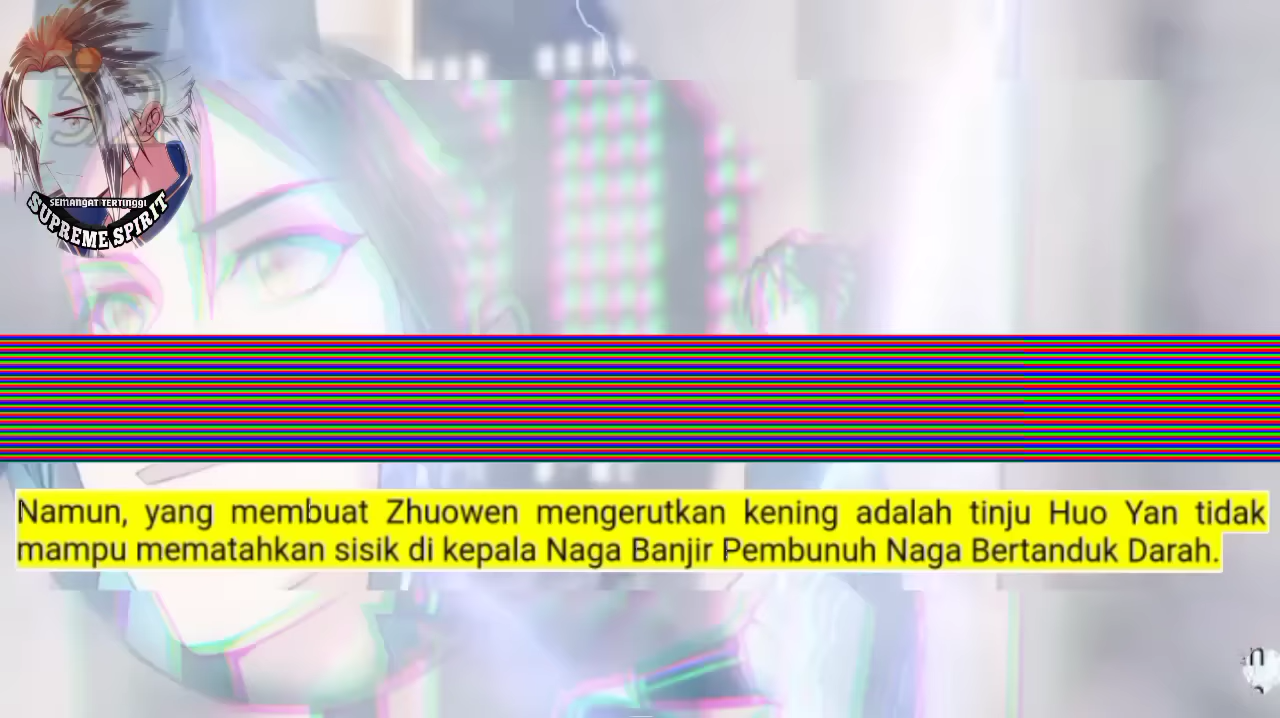 SEMANGAT TERTINGGI
SUPREME SPIRIT
Namun, yang membuat Zhuowen mengerutkan kening adalah tinju Huo Yan tidak
mampu mematahkan sisik di kepala Naga Banjir Pembunuh Naga Bertanduk Darah.